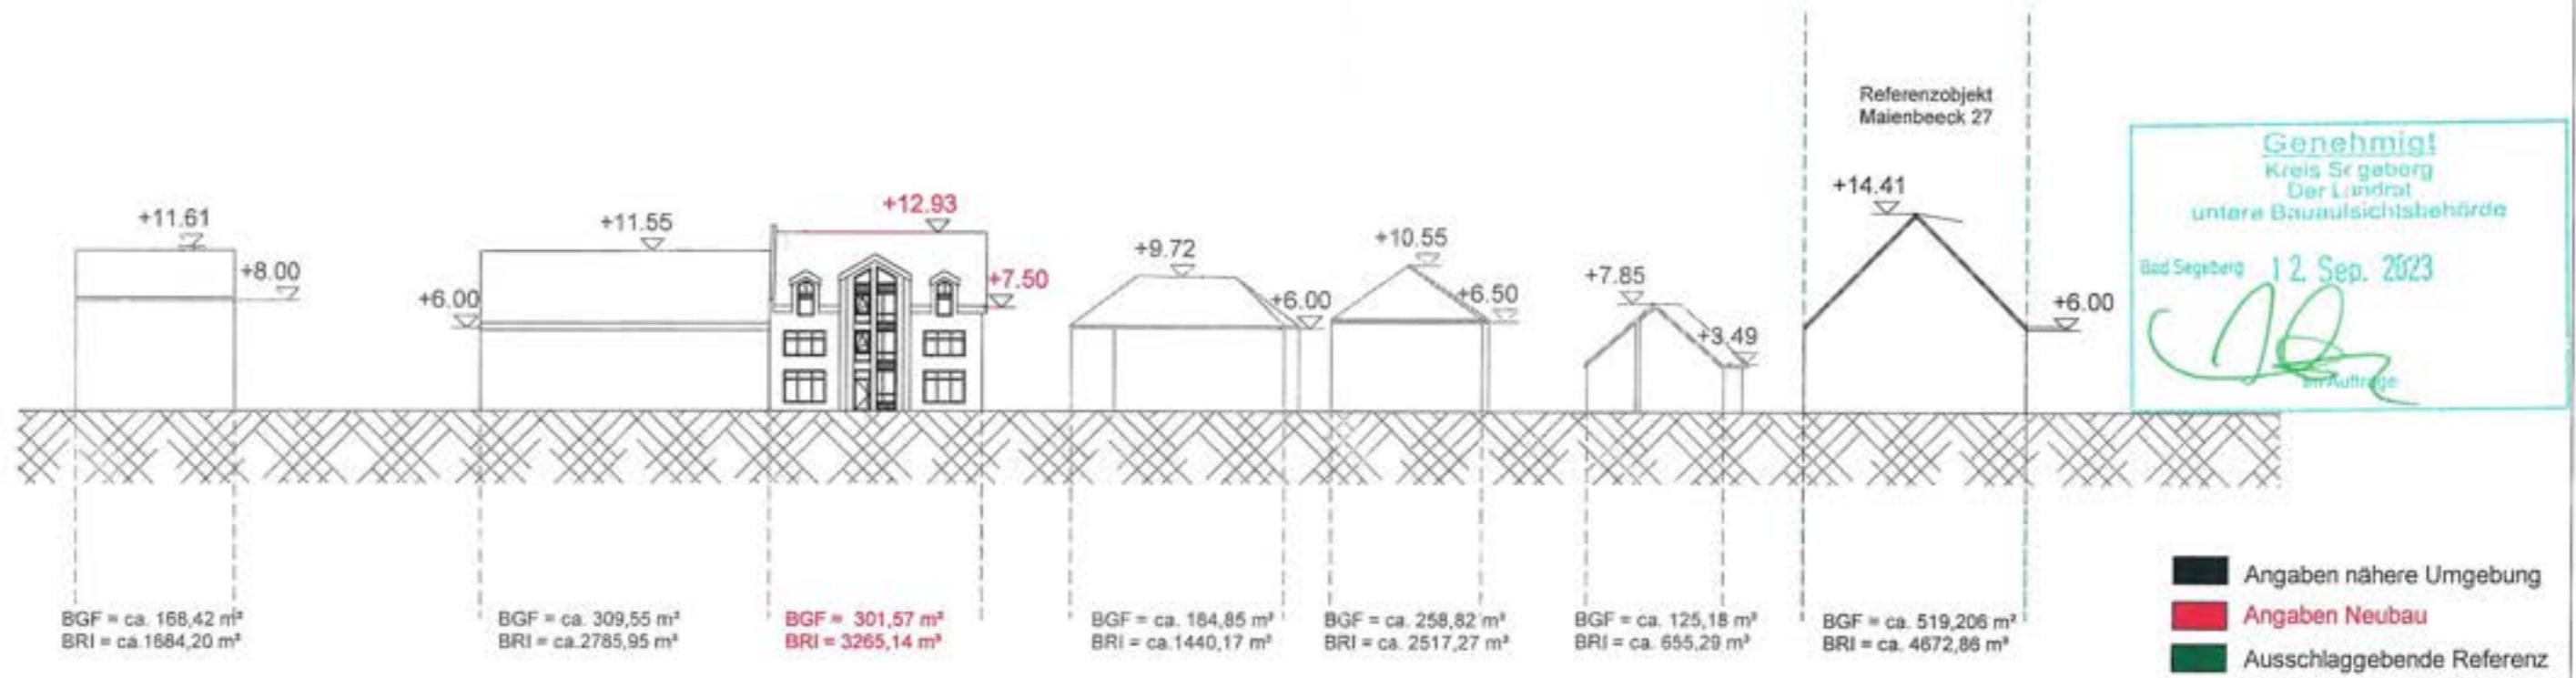 Referenzobjekt
Maienbeeck 27
+14.41
+11.61
+8.00
+11.55
+6.00
+12.93
+7.50
+9.72
+6.00
+10.55
+6.50
+7.85
+3.49
+6.00
Genehmigt
Kreis Segeberg
Der Landrat
untere Bauaufsichtsbehörde
Bad Segeberg 12. Sep. 2023
Im Auftrage
BGF = ca. 168,42 m²
BRI = ca.1684,20 m³
BGF = ca. 309,55 m²
BRI = ca.2785,95 m³
BGF = 301,57 m²
BRI = 3265,14 m³
BGF = ca. 184,85 m²
BRI = ca.1440,17 m³
BGF = ca. 258,82 m²
BRI = ca. 2517,27 m³
BGF = ca. 125,18 m²
BRI = ca. 655,29 m³
BGF = ca. 519,206 m²
BRI = ca. 4672,86 m³
Angaben nähere Umgebung
Angaben Neubau
Ausschlaggebende Referenz